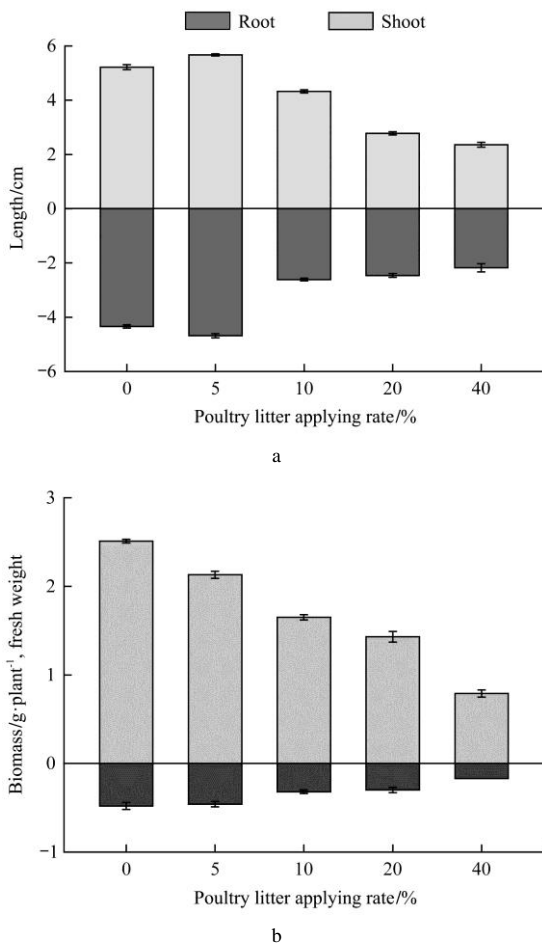 Root Shoot
6
4
2
0
−2
−4
−6
Length/cm
0 5 10 20 40
Poultry litter applying rate/%
a
3
2
1
0
−1
Biomass/g·plant⁻¹, fresh weight
0 5 10 20 40
Poultry litter applying rate/%
b